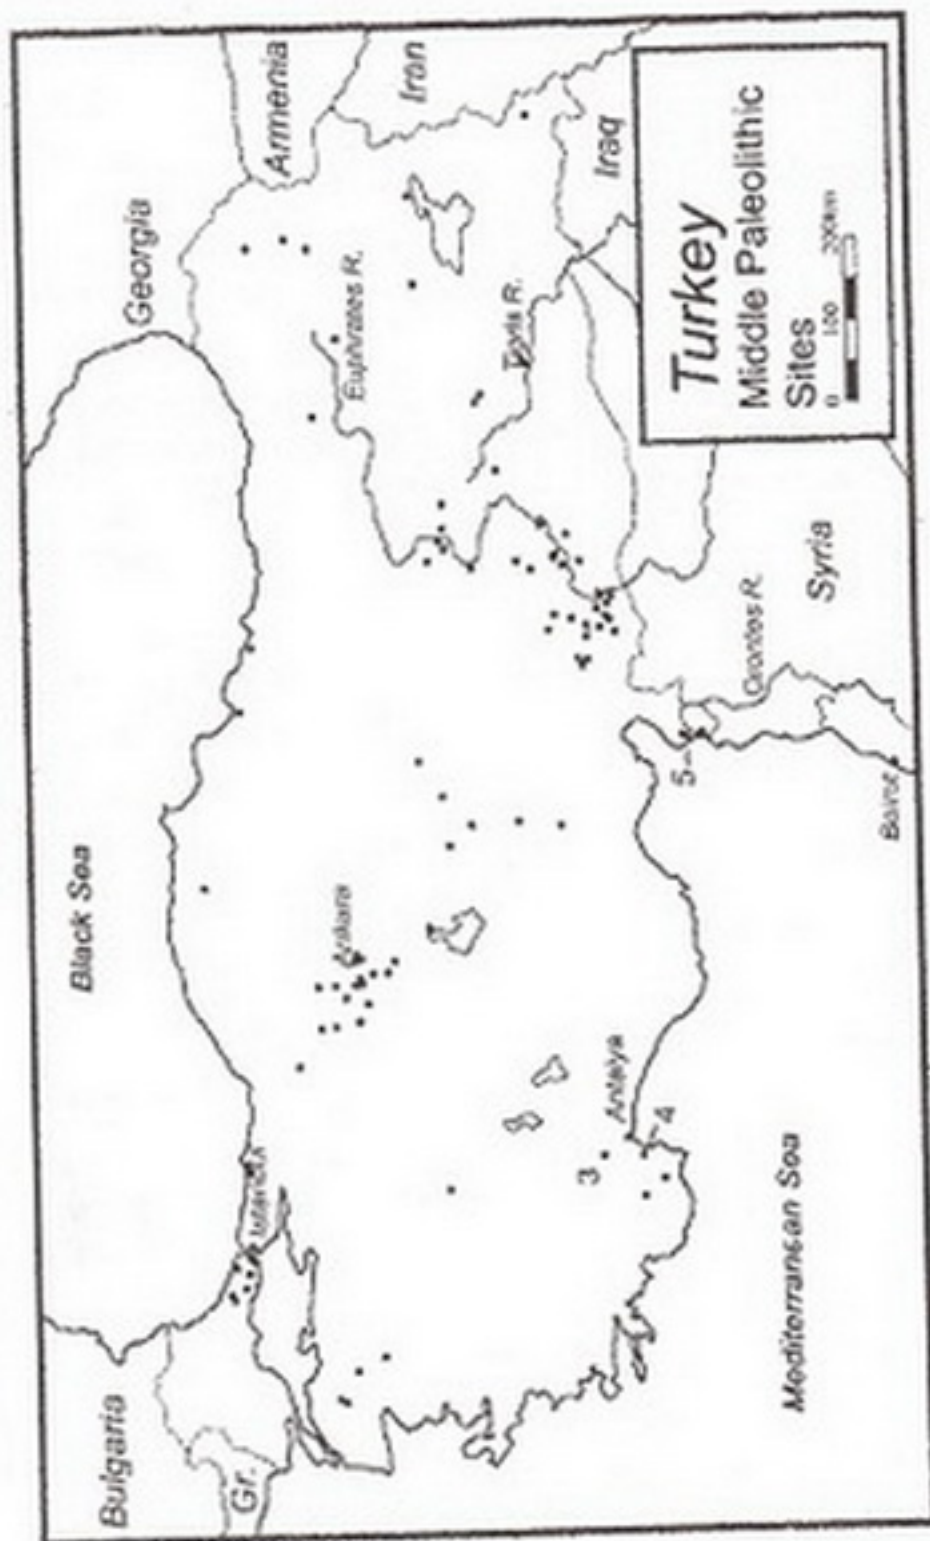 Bulgaria
Black Sea
Georgia
Gr.
Istanbul
Armenia
Ankara
Euphrates R.
Iran
Tigris R.
Iraq
3
Antalya
4
5
Orontes R.
Syria
Mediterranean Sea
Beirut
Turkey
Middle Paleolithic
Sites
0 100 200km